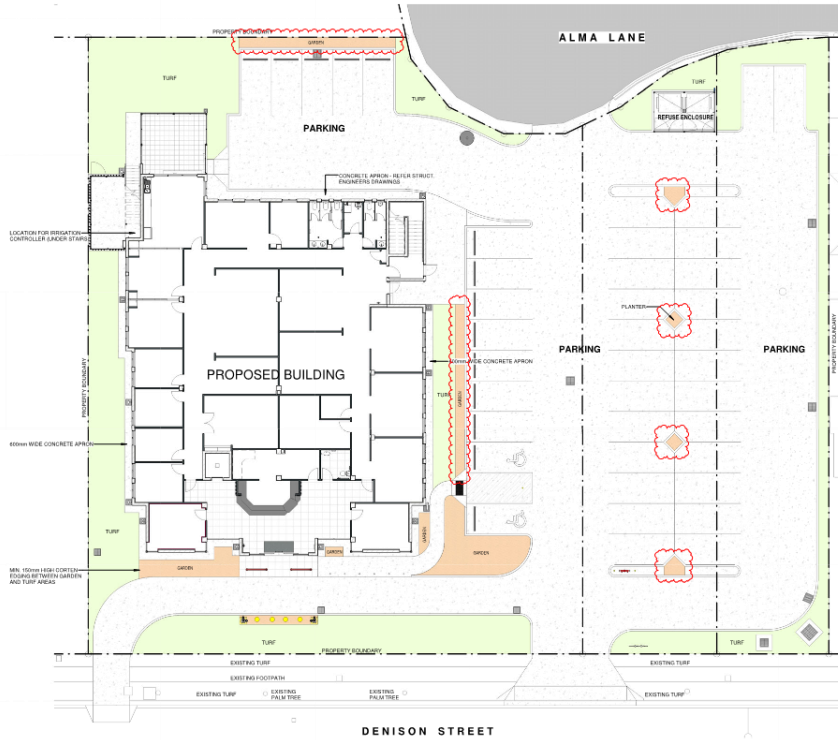 ALMA LANE
PROPERTY BOUNDARY
GARDEN
TURF
TURF
TURF
REFUSE ENCLOSURE
PARKING
CONCRETE APRON - REFER STRUCT.
ENGINEERS DRAWINGS
LOCATION FOR IRRIGATION
CONTROLLER (UNDER STAIRS)
PLANTER
PROPERTY BOUNDARY
PROPERTY BOUNDARY
PARKING
PARKING
600mm WIDE CONCRETE APRON
PROPOSED BUILDING
TURF
GARDEN
600mm WIDE CONCRETE APRON
TURF
GARDEN
GARDEN
GARDEN
GARDEN
MIN. 150mm HIGH CORTEN
EDGING BETWEEN GARDEN
AND TURF AREAS
TURF
TURF
PROPERTY BOUNDARY
EXISTING TURF
EXISTING TURF
EXISTING FOOTPATH
EXISTING TURF
EXISTING
PALM TREE
EXISTING
PALM TREE
EXISTING TURF
DENISON STREET